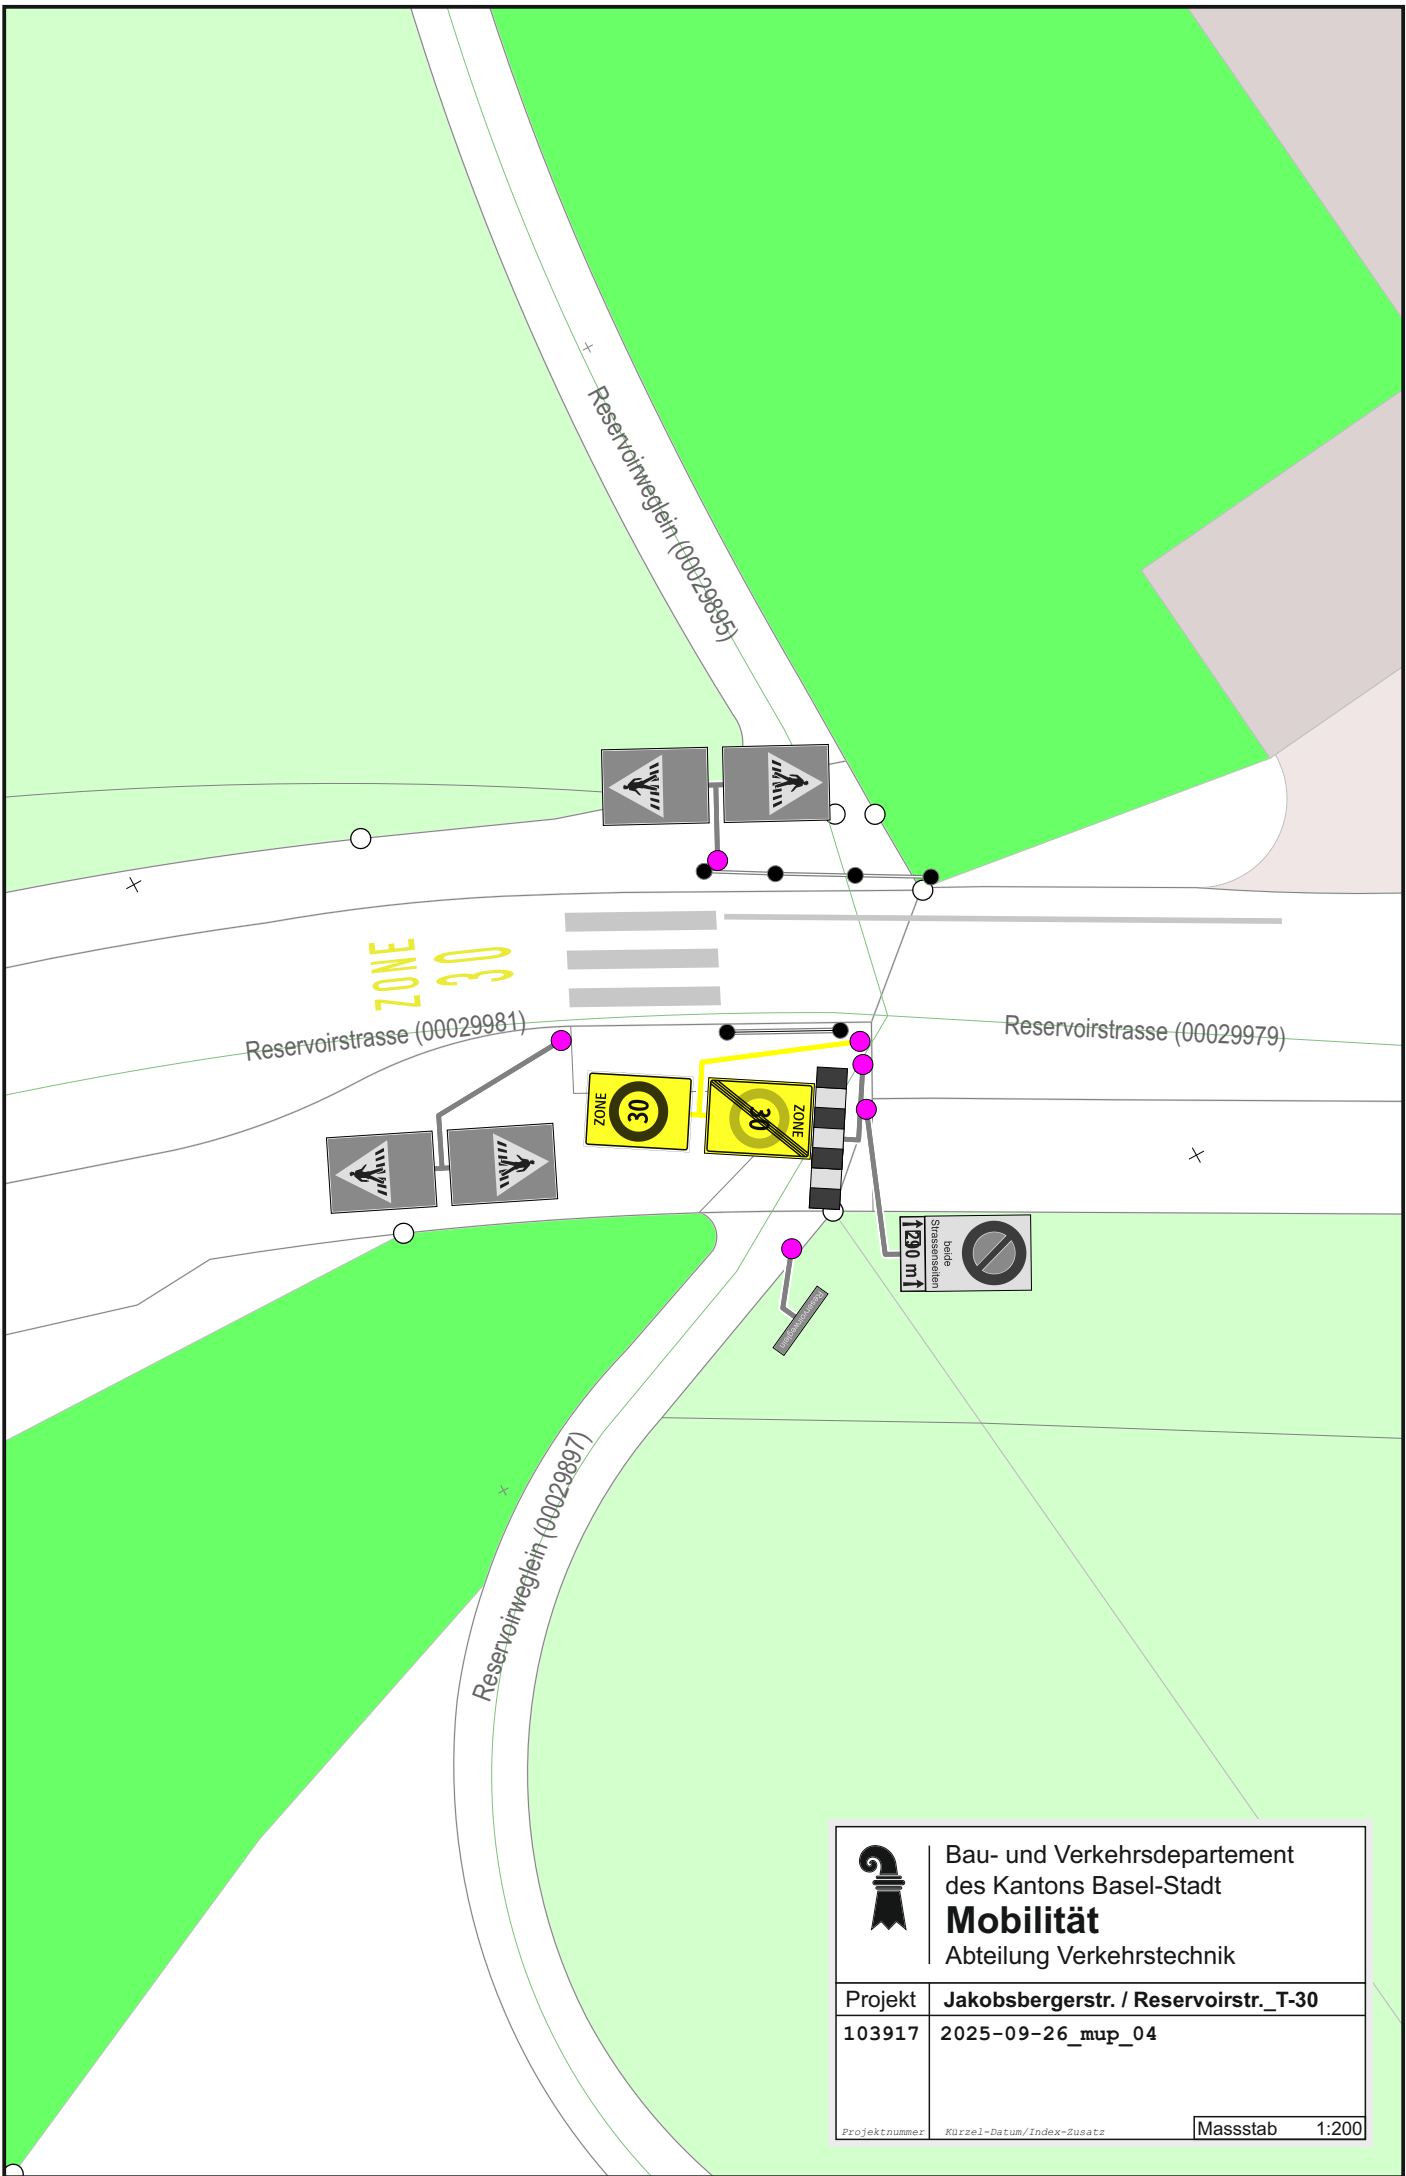 Reservoirweglein (00029895)
ZONE
30
Reservoirstrasse (00029981)
Reservoirstrasse (00029979)
ZONE
30
30
ZONE
beide
Strassenseiten
290 m
Reservoirweglein
Reservoirweglein (00029897)
Bau- und Verkehrsdepartement
des Kantons Basel-Stadt
Mobilität
Abteilung Verkehrstechnik
Projekt Jakobsbergerstr. / Reservoirstr._T-30
103917 2025-09-26_mup_04
Projektnummer Kürzel-Datum/Index-Zusatz Massstab 1:200